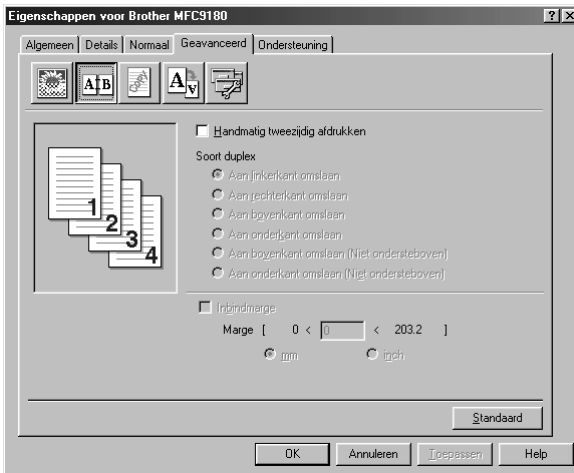 Eigenschappen voor Brother MFC9180
Algemeen Details Normaal Geavanceerd Ondersteuning
A B
A A
Handmatig tweezijdig afdrukken
Soort duplex
Aan linkerkant omslaan
Aan rechterkant omslaan
Aan bovenkant omslaan
Aan onderkant omslaan
Aan bovenkant omslaan (Niet ondersteboven)
Aan onderkant omslaan (Niet ondersteboven)
1
2
3
4
Inbindmarge
Marge [ 0 < 0 < 203.2 ]
mm inch
Standaard
OK Annuleren Toepassen Help